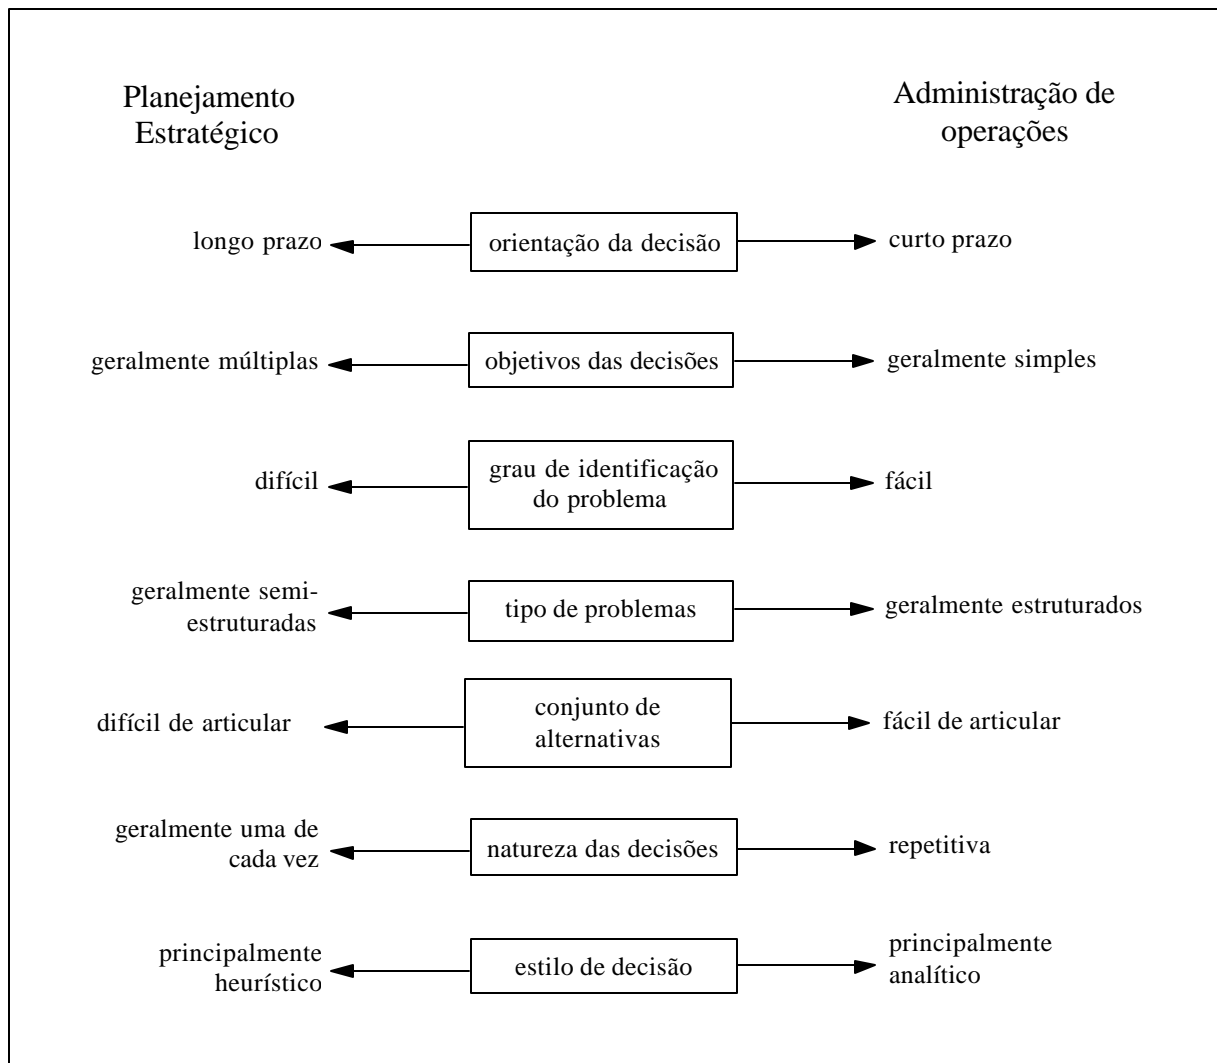 Planejamento
Estratégico
Administração de
operações
longo prazo
orientação da decisão
curto prazo
geralmente múltiplas
objetivos das decisões
geralmente simples
difícil
grau de identificação
do problema
fácil
geralmente semi-
estruturadas
tipo de problemas
geralmente estruturados
difícil de articular
conjunto de
alternativas
fácil de articular
geralmente uma de
cada vez
natureza das decisões
repetitiva
principalmente
heurístico
estilo de decisão
principalmente
analítico